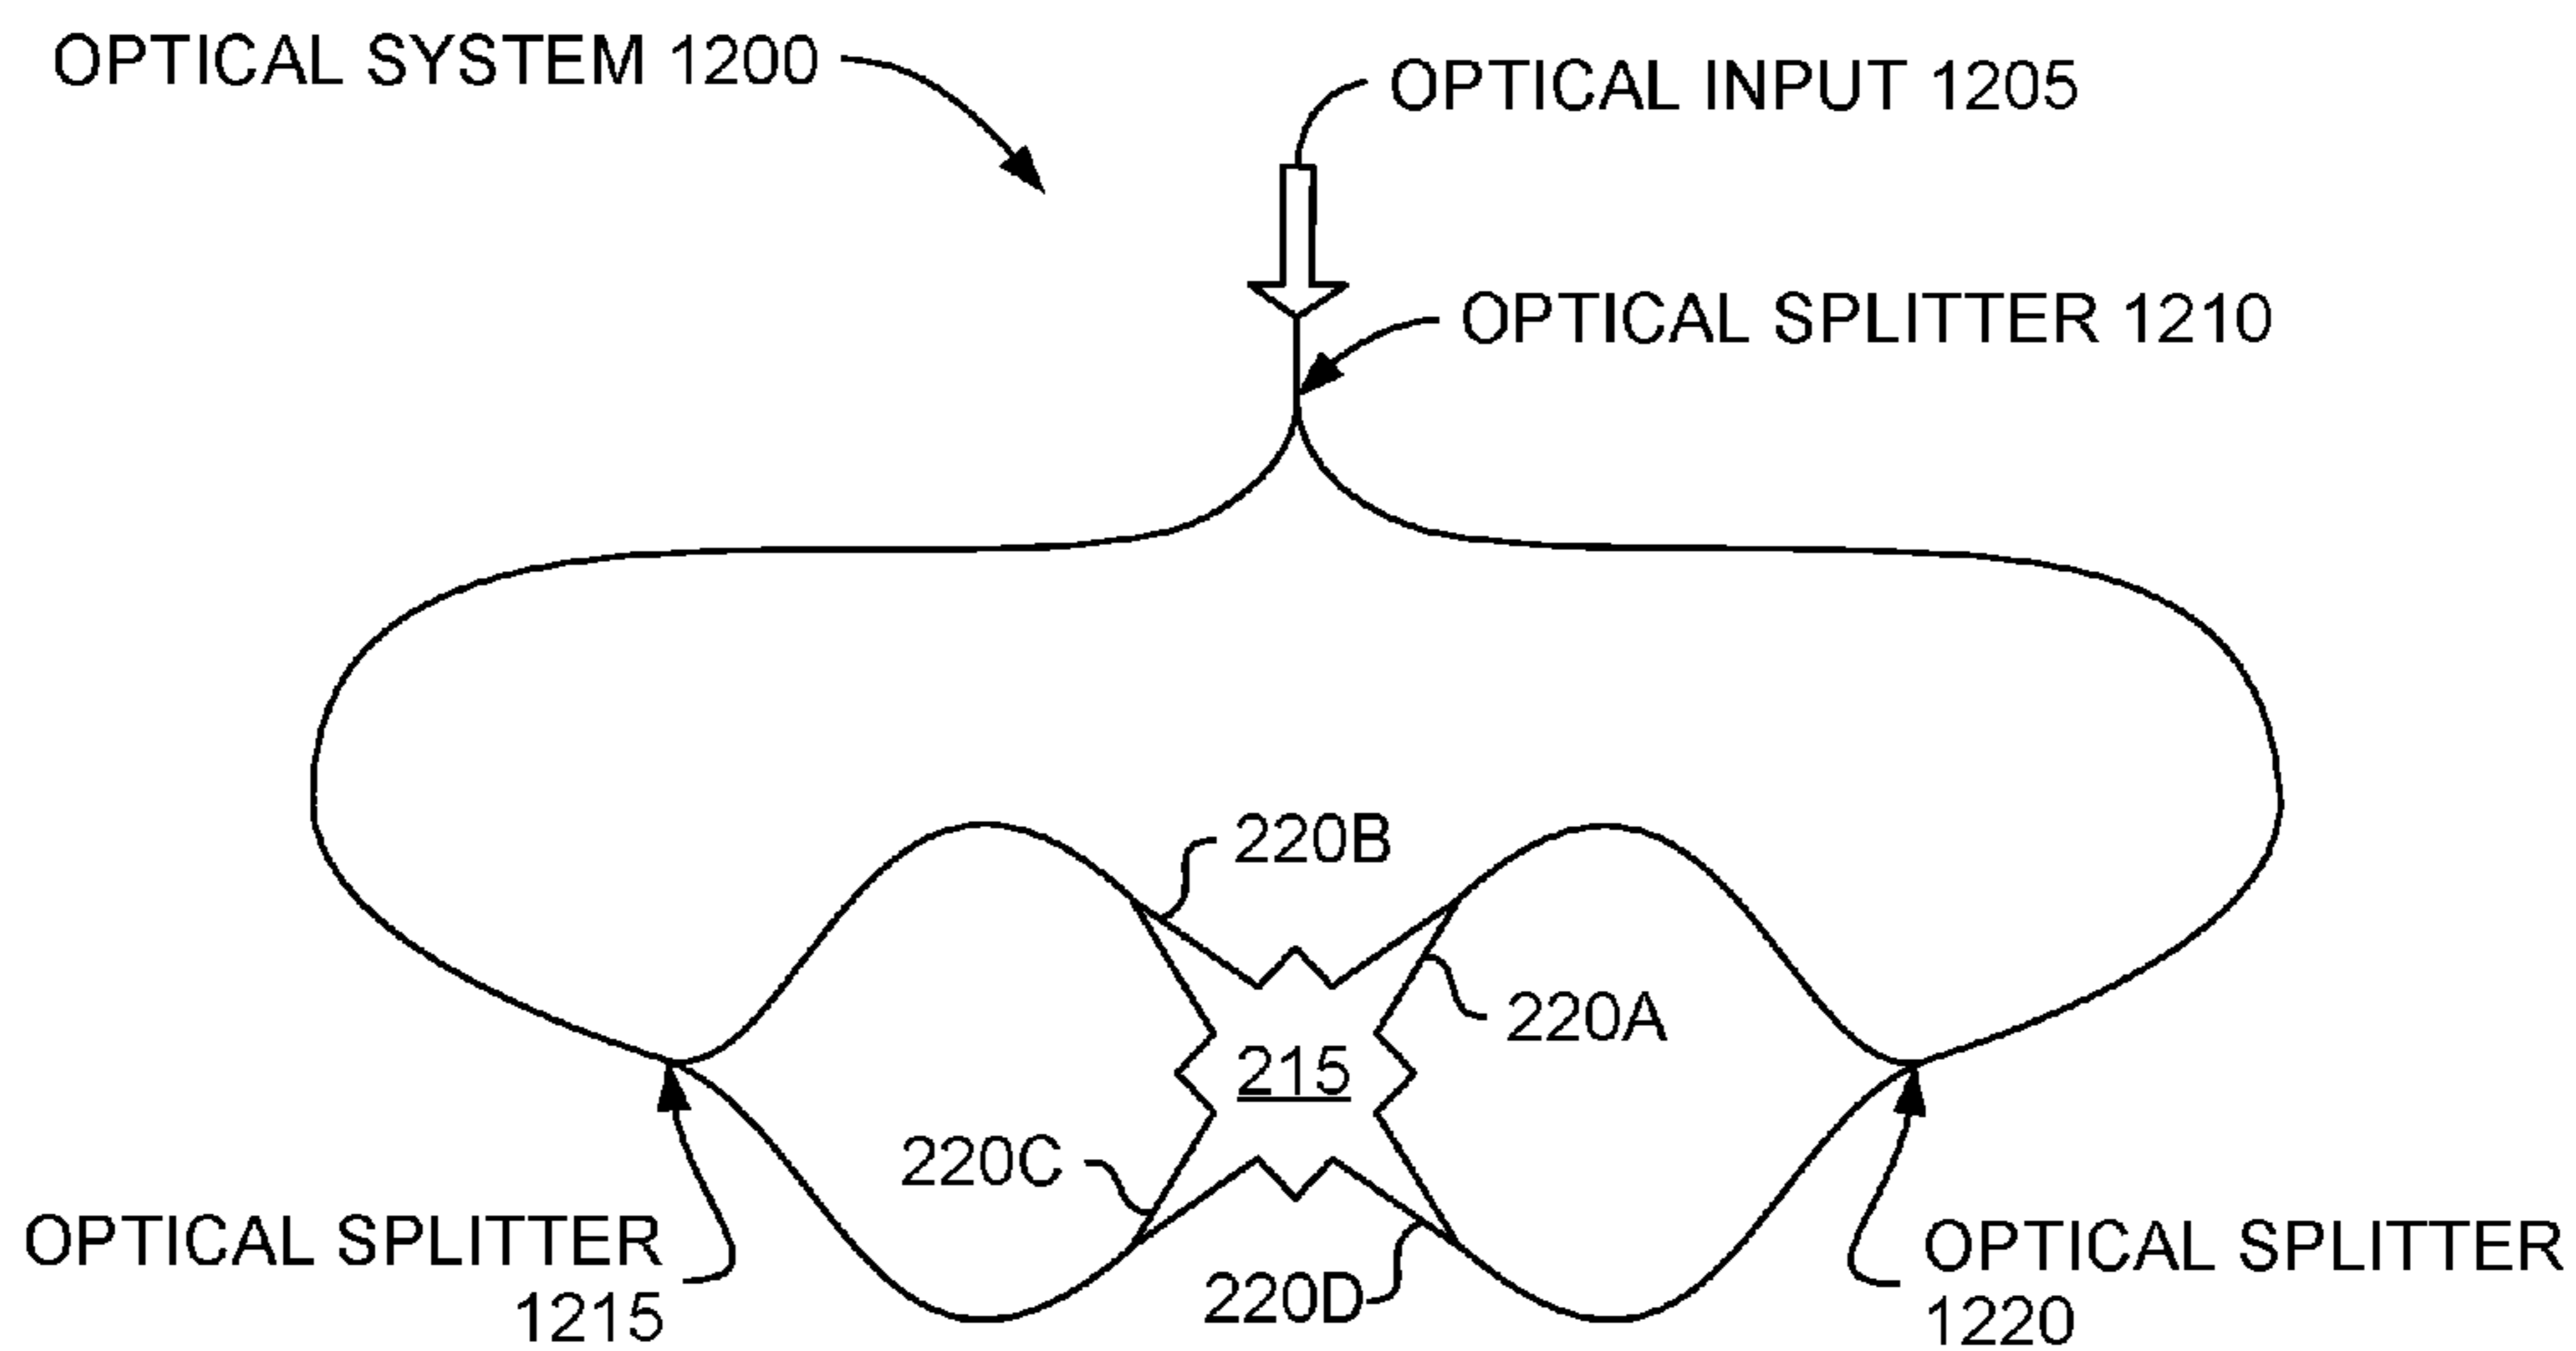 OPTICAL SYSTEM 1200
OPTICAL INPUT 1205
OPTICAL SPLITTER 1210
220B
220A
215
220C
220D
OPTICAL SPLITTER
1215
OPTICAL SPLITTER
1220